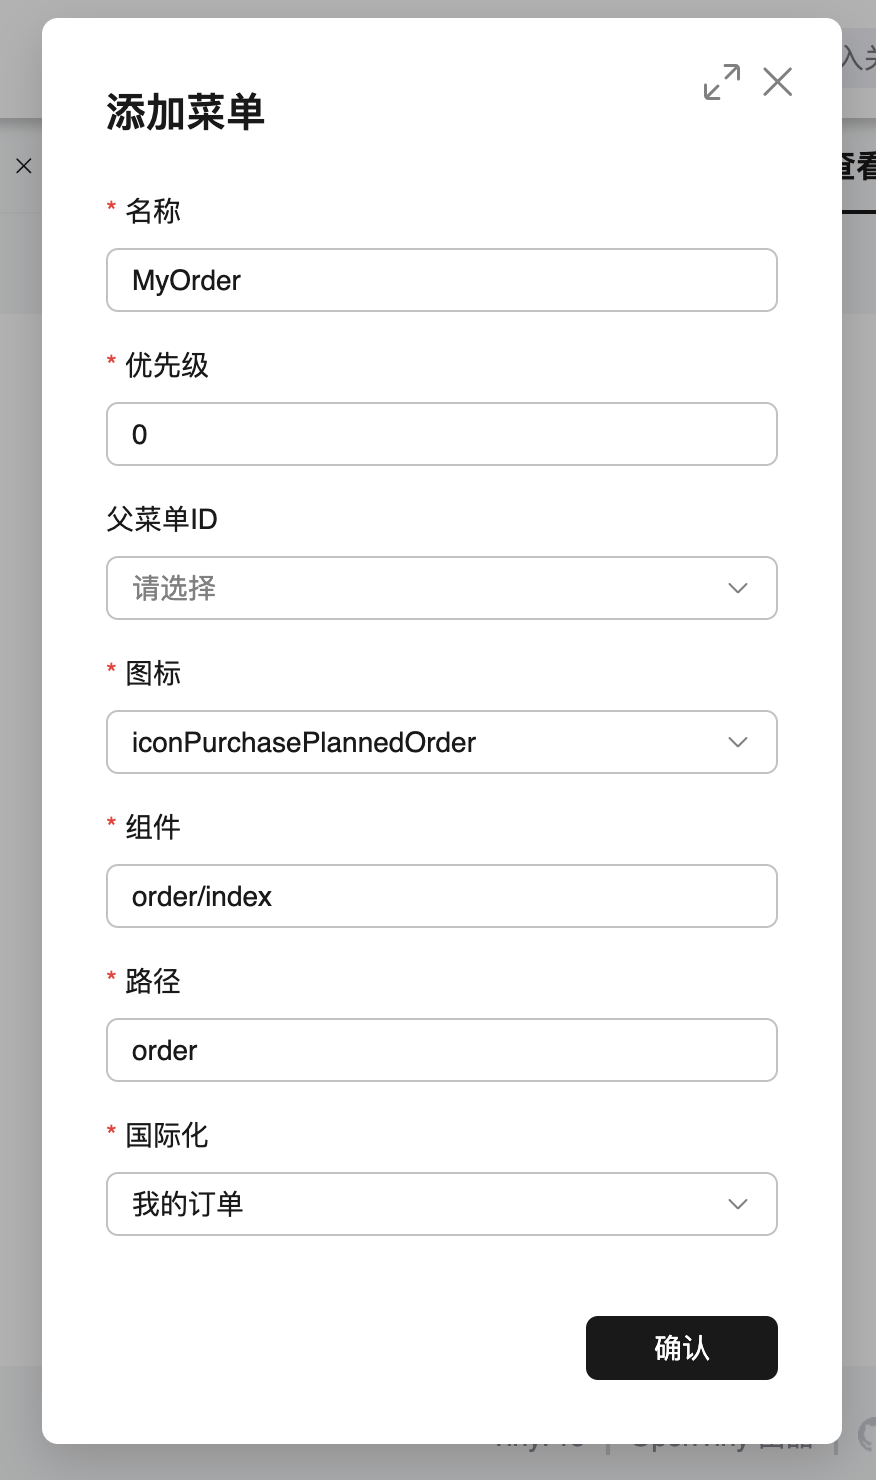 添加菜单
* 名称
MyOrder
* 优先级
0
父菜单ID
请选择
* 图标
iconPurchasePlannedOrder
* 组件
order/index
* 路径
order
* 国际化
我的订单
确认
查看